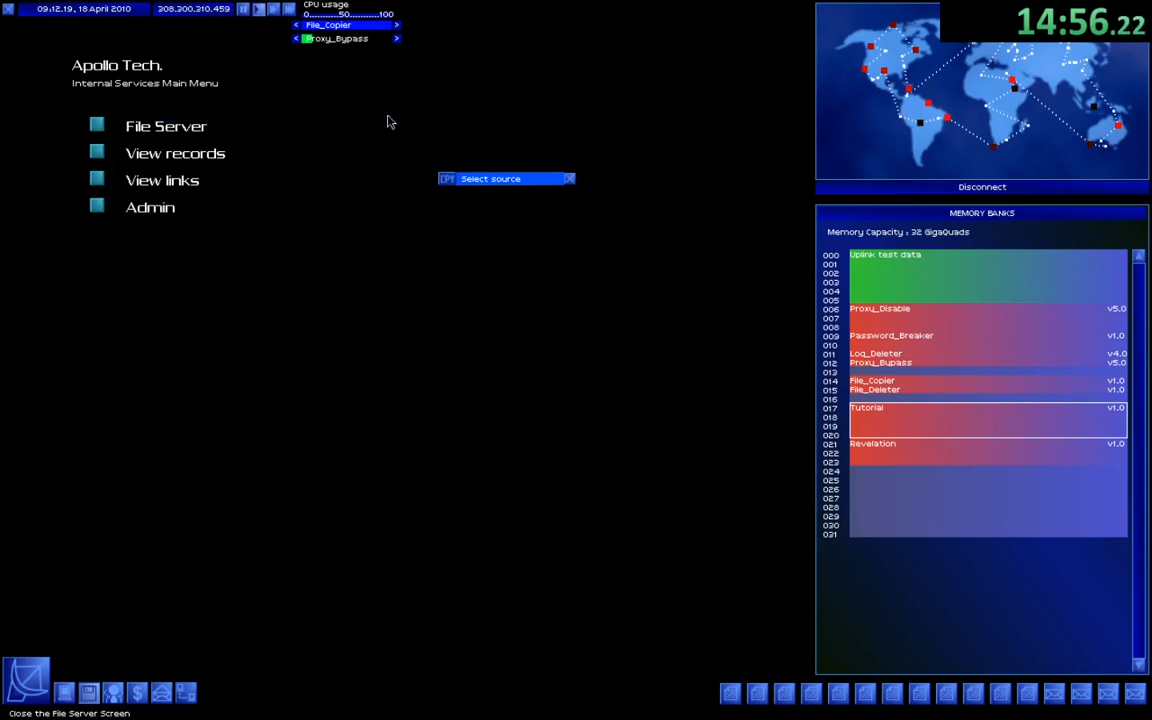 09:12.19, 18 April 2010
308.300.310.459
CPU usage
0..........50..........100
< File_Copier >
< Proxy_Bypass >
14:56.22
Apollo Tech.
Internal Services Main Menu
File Server
View records
View links
Admin
CPY Select source
Disconnect
MEMORY BANKS
Memory Capacity : 32 GigaQuads
000 Uplink test data
001
002
003
004
005
006 Proxy_Disable v5.0
007
008
009 Password_Breaker v1.0
010
011 Log_Deleter v4.0
012 Proxy_Bypass v5.0
013
014 File_Copier v1.0
015 File_Deleter v1.0
016
017 Tutorial v1.0
018
019
020
021 Revelation v1.0
022
023
024
025
026
027
028
029
030
031
Close the File Server Screen